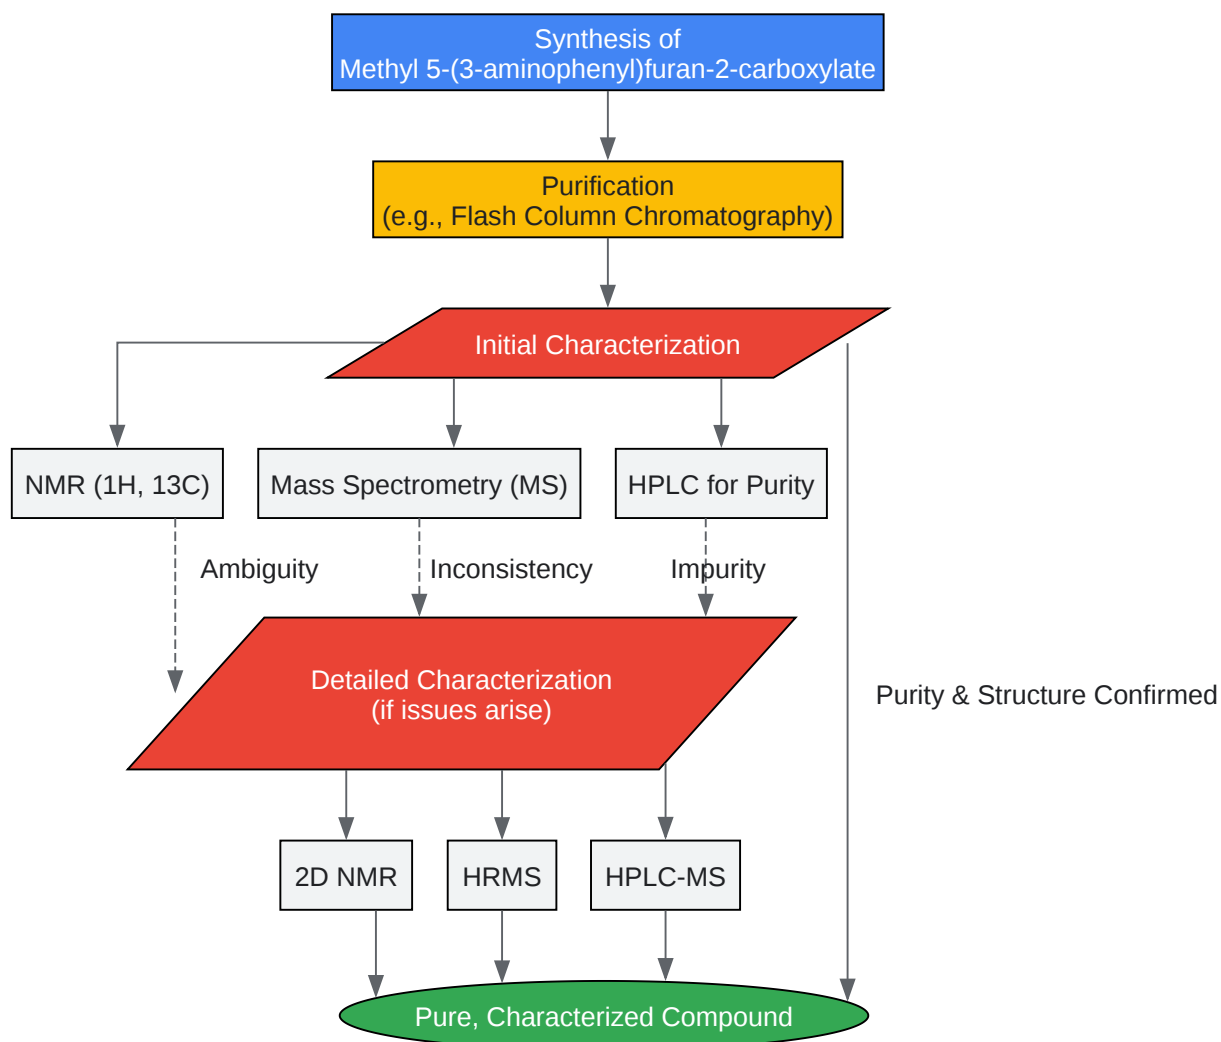 Synthesis of
Methyl 5-(3-aminophenyl)furan-2-carboxylate
Purification
(e.g., Flash Column Chromatography)
Initial Characterization
NMR (1H, 13C)
Mass Spectrometry (MS)
HPLC for Purity
Ambiguity
Inconsistency
Impurity
Detailed Characterization
(if issues arise)
Purity & Structure Confirmed
2D NMR
HRMS
HPLC-MS
Pure, Characterized Compound